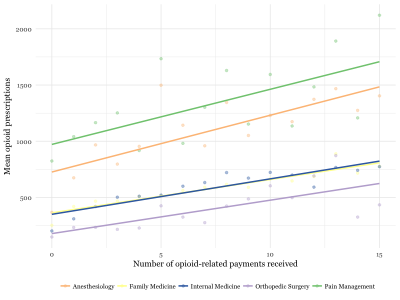 Mean opioid prescriptions
2000
1500
1000
500
0
5
10
15
Number of opioid-related payments received
Anesthesiology Family Medicine Internal Medicine Orthopedic Surgery Pain Management